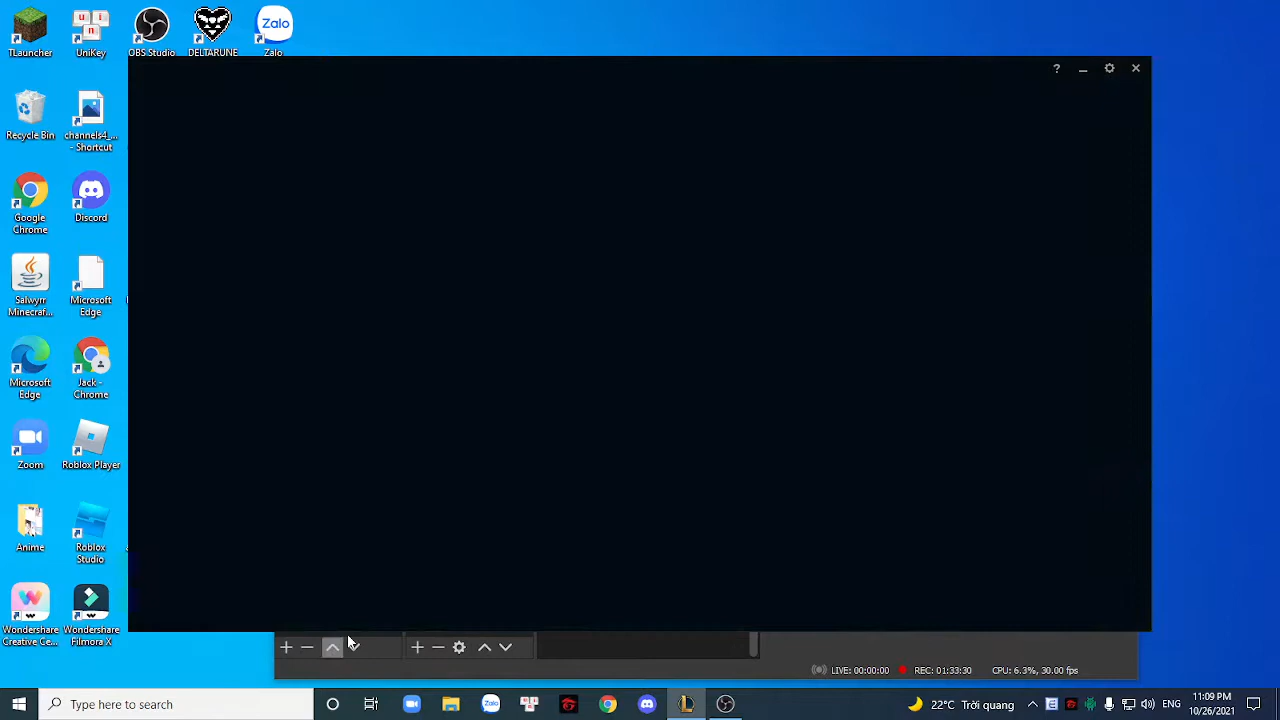 TLauncher
UniKey
OBS Studio
DELTARUNE
Zalo
Zalo
?
Recycle Bin
channels4_...
- Shortcut
Google
Chrome
Discord
Salwyrr
Minecraf...
Microsoft
Edge
Microsoft
Edge
Jack -
Chrome
Zoom
Roblox Player
Anime
Roblox
Studio
Wondershare
Creative Ce...
Wondershare
Filmora X
LIVE: 00:00:00
REC: 01:33:30
CPU: 6.3%, 30.00 fps
Type here to search
Zalo
22°C Trời quang
ENG
11:09 PM
10/26/2021